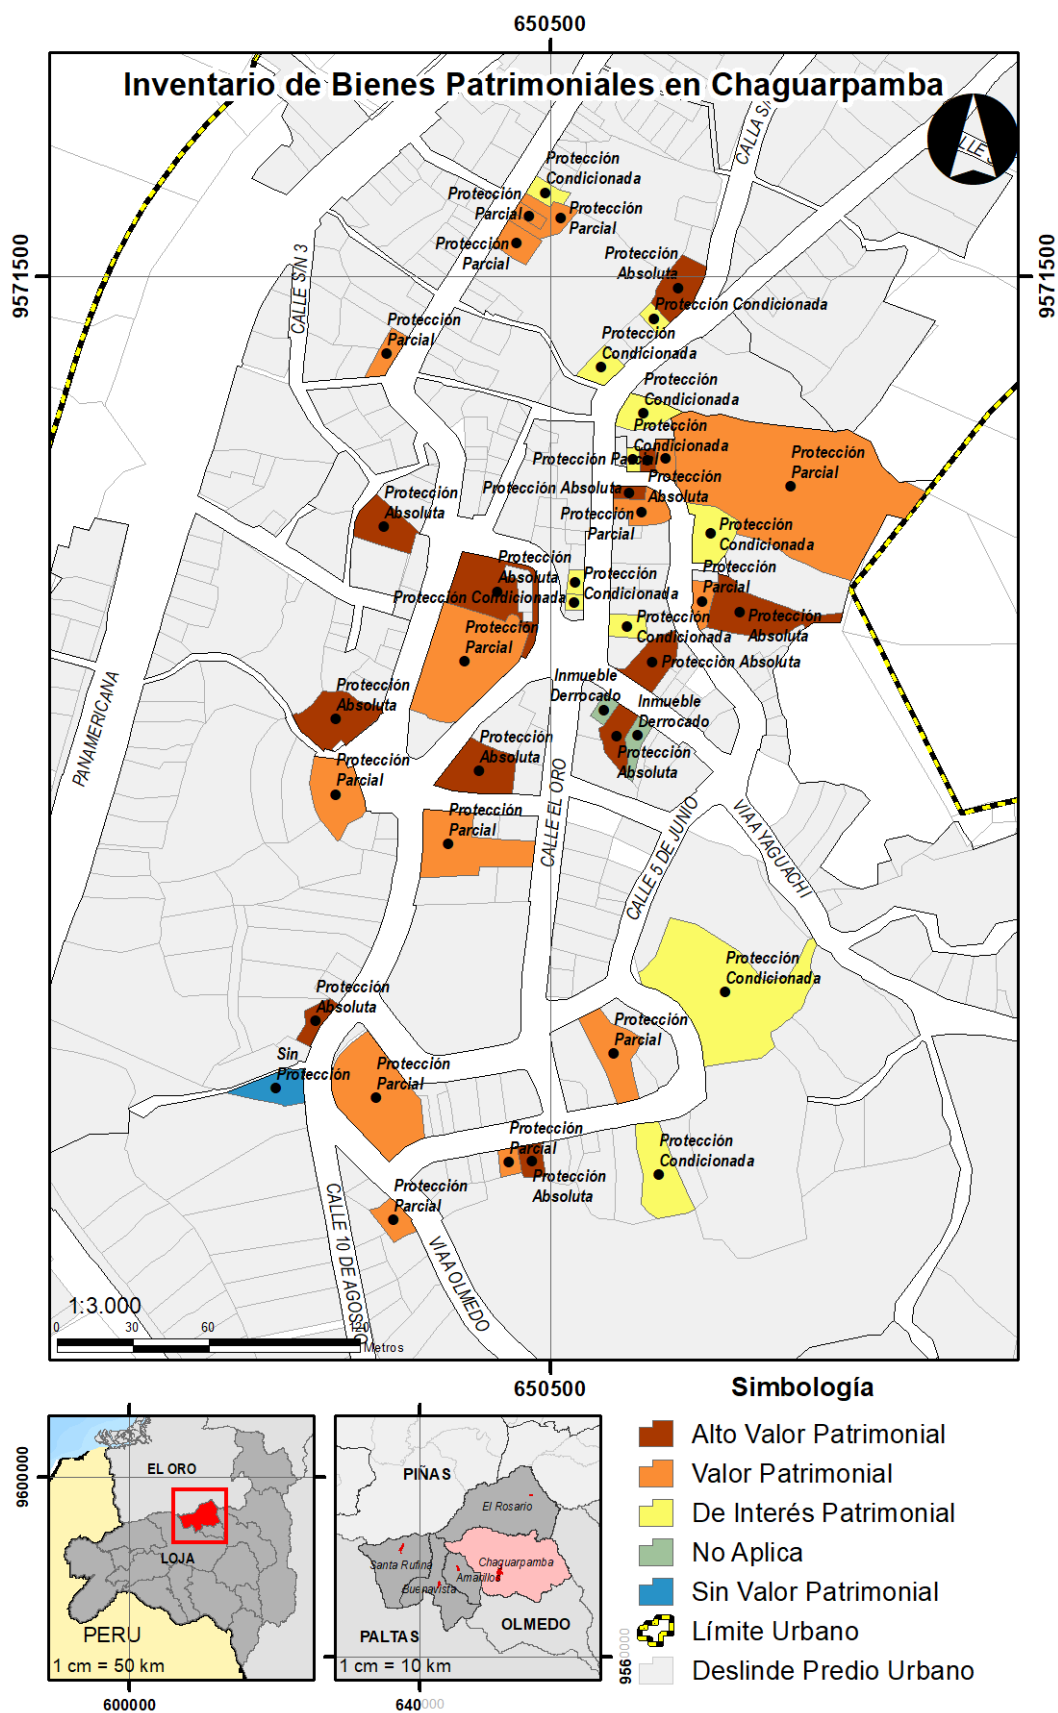 650500
Inventario de Bienes Patrimoniales en Chaguarpamba
CALLA S/N
Protección
Condicionada
Protección
Parcial
Protección
Parcial
Protección
Parcial
9571500
9571500
CALLE S/N 3
Protección
Absoluta
Protección Condicionada
Protección
Parcial
Protección
Condicionada
Protección
Condicionada
Protección
Condicionada
Protección
Parcial
Protección Parcial
Protección
Absoluta
Protección Absoluta
Protección
Absoluta
Protección
Parcial
Protección
Condicionada
Protección
Absoluta
Protección Condicionada
Protección
Condicionada
Protección
Parcial
Protección
Absoluta
Protección
Parcial
Protección
Condicionada
Protección Absoluta
Inmueble
Derrocado
Inmueble
Derrocado
Protección
Absoluta
PANAMERICANA
Protección
Absoluta
Protección
Absoluta
Protección
Parcial
Protección
Parcial
CALLE EL ORO
CALLE 5 DE JUNIO
VIA A YAGUACHI
Protección
Condicionada
Protección
Absoluta
Protección
Parcial
Sin
Protección
Protección
Parcial
Protección
Parcial
Protección
Absoluta
Protección
Condicionada
Protección
Parcial
CALLE 10 DE AGOSTO
VIA A OLMEDO
1:3.000
0 30 60 120
Metros
650500
Simbología
Alto Valor Patrimonial
Valor Patrimonial
De Interés Patrimonial
No Aplica
Sin Valor Patrimonial
Límite Urbano
Deslinde Predio Urbano
9600000
EL ORO
LOJA
PERU
1 cm = 50 km
600000
PIÑAS
El Rosario
Santa Rufina
Chaguarpamba
Amarillos
Buenavista
PALTAS
OLMEDO
1 cm = 10 km
9560000
640000